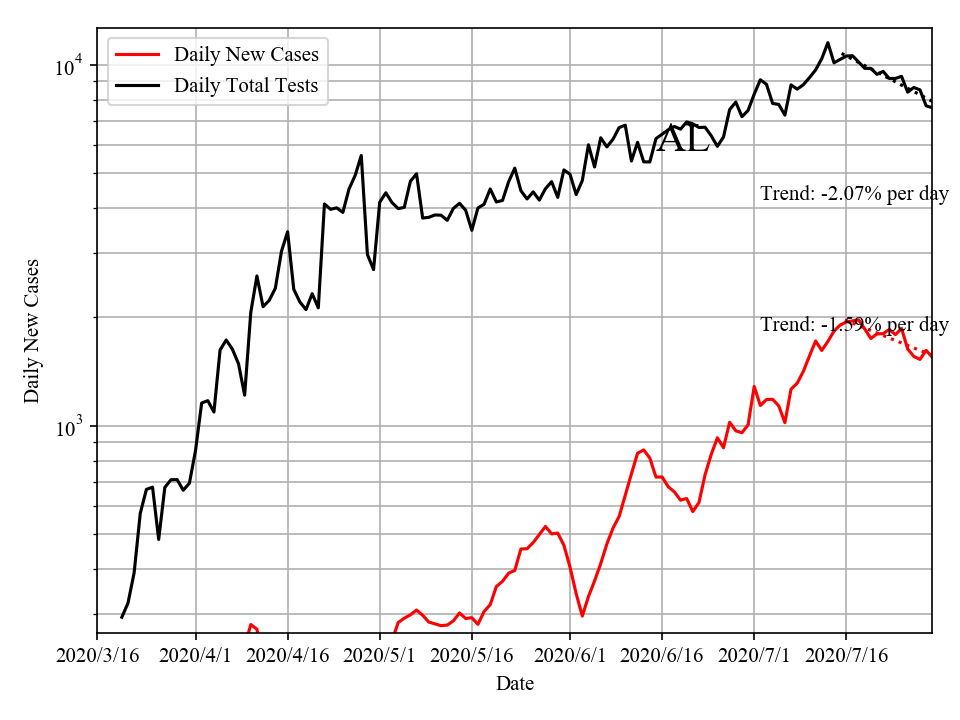 Daily New Cases
Daily Total Tests
10^4
AL
Trend: -2.07% per day
Trend: -1.59% per day
10^3
Daily New Cases
2020/3/16 2020/4/1 2020/4/16 2020/5/1 2020/5/16 2020/6/1 2020/6/16 2020/7/1 2020/7/16
Date